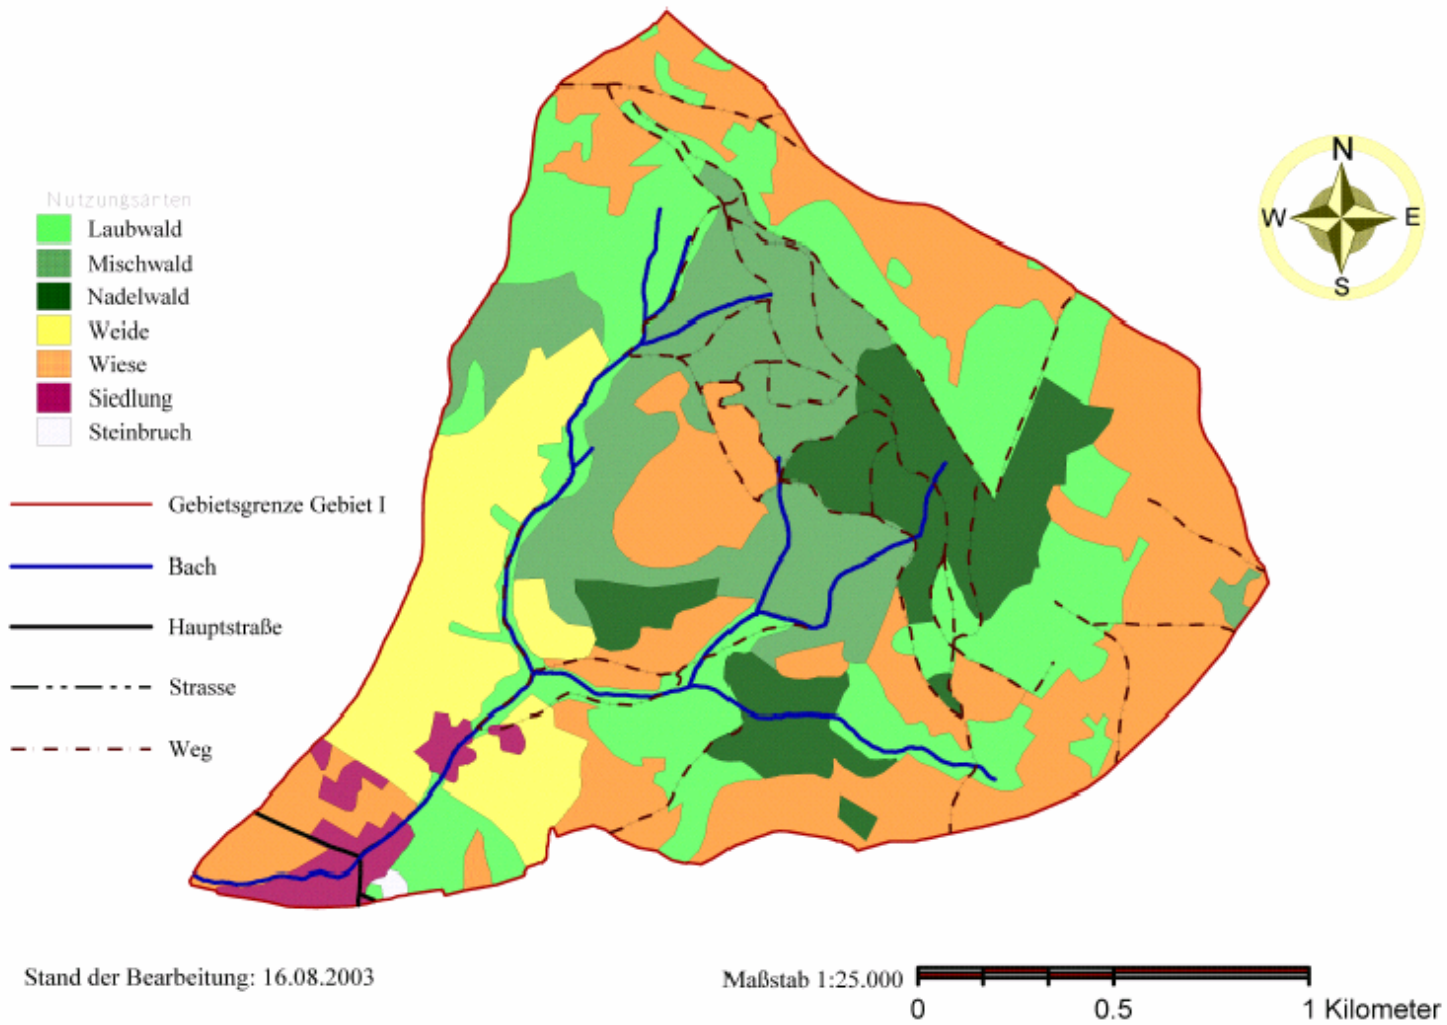 N
W E
S
Nutzungsarten
Laubwald
Mischwald
Nadelwald
Weide
Wiese
Siedlung
Steinbruch
Gebietsgrenze Gebiet I
Bach
Hauptstraße
Strasse
Weg
Stand der Bearbeitung: 16.08.2003
Maßstab 1:25.000
0 0.5 1 Kilometer